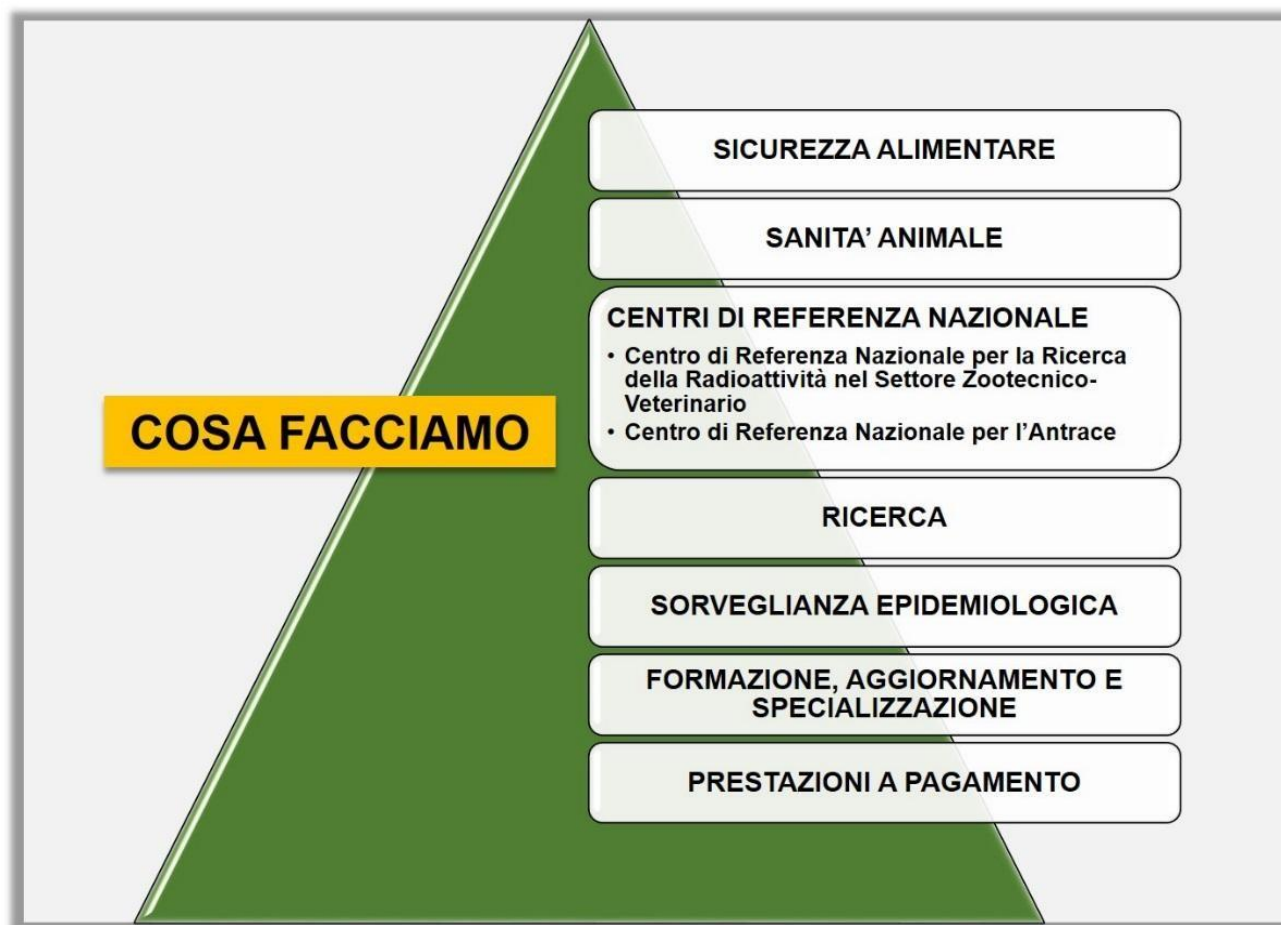 SICUREZZA ALIMENTARE
SANITA' ANIMALE
CENTRI DI REFERENZA NAZIONALE
• Centro di Referenza Nazionale per la Ricerca
della Radioattività nel Settore Zootecnico-
Veterinario
• Centro di Referenza Nazionale per l'Antrace
COSA FACCIAMO
RICERCA
SORVEGLIANZA EPIDEMIOLOGICA
FORMAZIONE, AGGIORNAMENTO E
SPECIALIZZAZIONE
PRESTAZIONI A PAGAMENTO